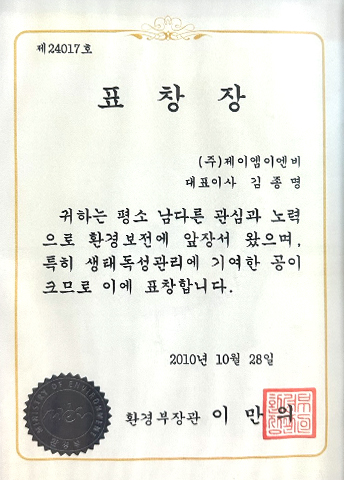 제24017호
표 창 장
(주)제이엠이엔비
대표이사 김종명
귀하는 평소 남다른 관심과 노력
으로 환경보전에 앞장서 왔으며,
특히 생태독성관리에 기여한 공이
크므로 이에 표창합니다.
2010년 10월 28일
환경부장관 이 만 의
MINISTRY OF ENVIRONMENT